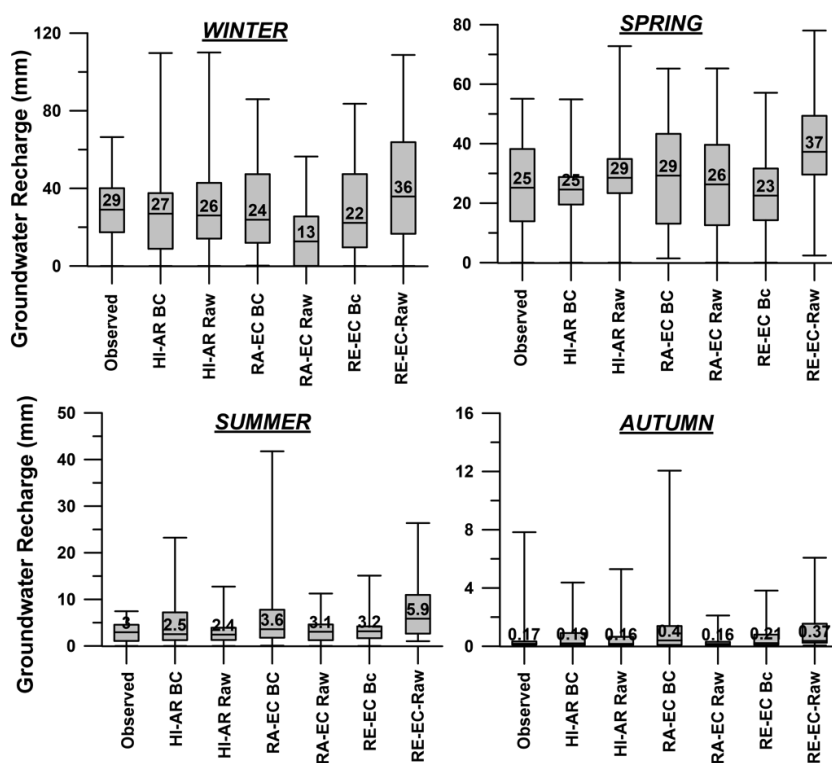 WINTER
Groundwater Recharge (mm)
120
80
40
0
29
27
26
24
13
22
36
Observed
HI-AR BC
HI-AR Raw
RA-EC BC
RA-EC Raw
RE-EC Bc
RE-EC-Raw
SPRING
80
60
40
20
0
25
25
29
29
26
23
37
Observed
HI-AR BC
HI-AR Raw
RA-EC BC
RA-EC Raw
RE-EC Bc
RE-EC-Raw
SUMMER
Groundwater Recharge (mm)
50
40
30
20
10
0
3
2.5
2.4
3.6
3.1
3.2
5.9
Observed
HI-AR BC
HI-AR Raw
RA-EC BC
RA-EC Raw
RE-EC Bc
RE-EC-Raw
AUTUMN
16
12
8
4
0
0.17
0.19
0.16
0.4
0.16
0.21
0.37
Observed
HI-AR BC
HI-AR Raw
RA-EC BC
RA-EC Raw
RE-EC Bc
RE-EC-Raw